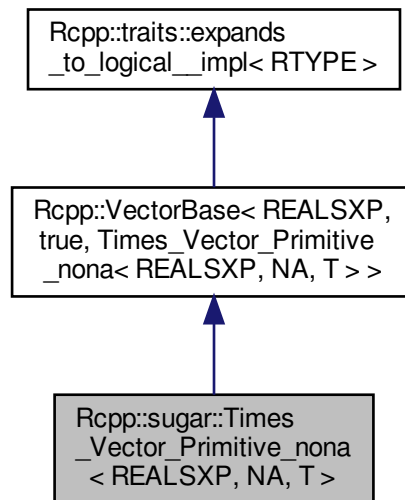 Rcpp::traits::expands
_to_logical__impl< RTYPE >
Rcpp::VectorBase< REALSXP,
true, Times_Vector_Primitive
_nona< REALSXP, NA, T > >
Rcpp::sugar::Times
_Vector_Primitive_nona
< REALSXP, NA, T >